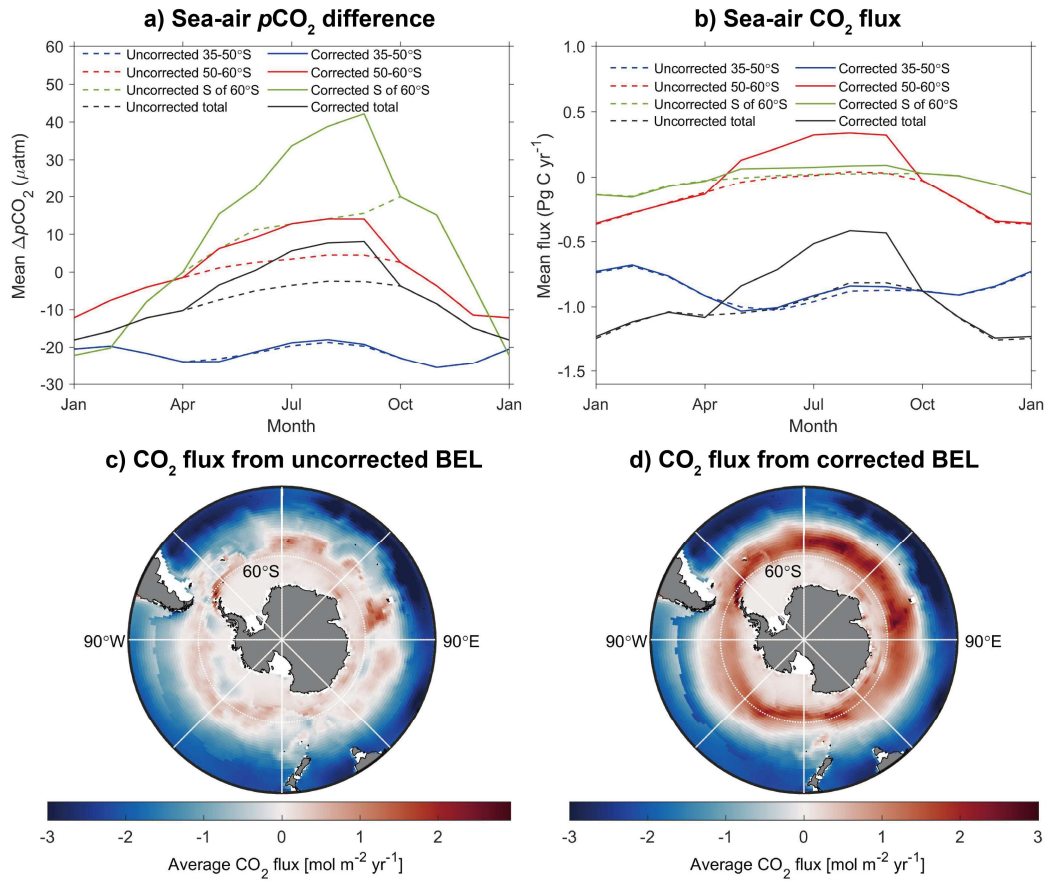 a) Sea-air pCO₂ difference
Mean ΔpCO₂ (μatm)
60
50
40
30
20
10
0
-10
-20
-30
Uncorrected 35-50°S
Uncorrected 50-60°S
Uncorrected S of 60°S
Uncorrected total
Corrected 35-50°S
Corrected 50-60°S
Corrected S of 60°S
Corrected total
Jan Apr Jul Oct Jan
Month
b) Sea-air CO₂ flux
Mean flux (Pg C yr⁻¹)
1.0
0.5
0
-0.5
-1.0
-1.5
Uncorrected 35-50°S
Uncorrected 50-60°S
Uncorrected S of 60°S
Uncorrected total
Corrected 35-50°S
Corrected 50-60°S
Corrected S of 60°S
Corrected total
Jan Apr Jul Oct Jan
Month
c) CO₂ flux from uncorrected BEL
60°S
90°W
90°E
-3 -2 -1 0 1 2
Average CO₂ flux [mol m⁻² yr⁻¹]
d) CO₂ flux from corrected BEL
60°S
90°W
90°E
-3 -2 -1 0 1 2 3
Average CO₂ flux [mol m⁻² yr⁻¹]